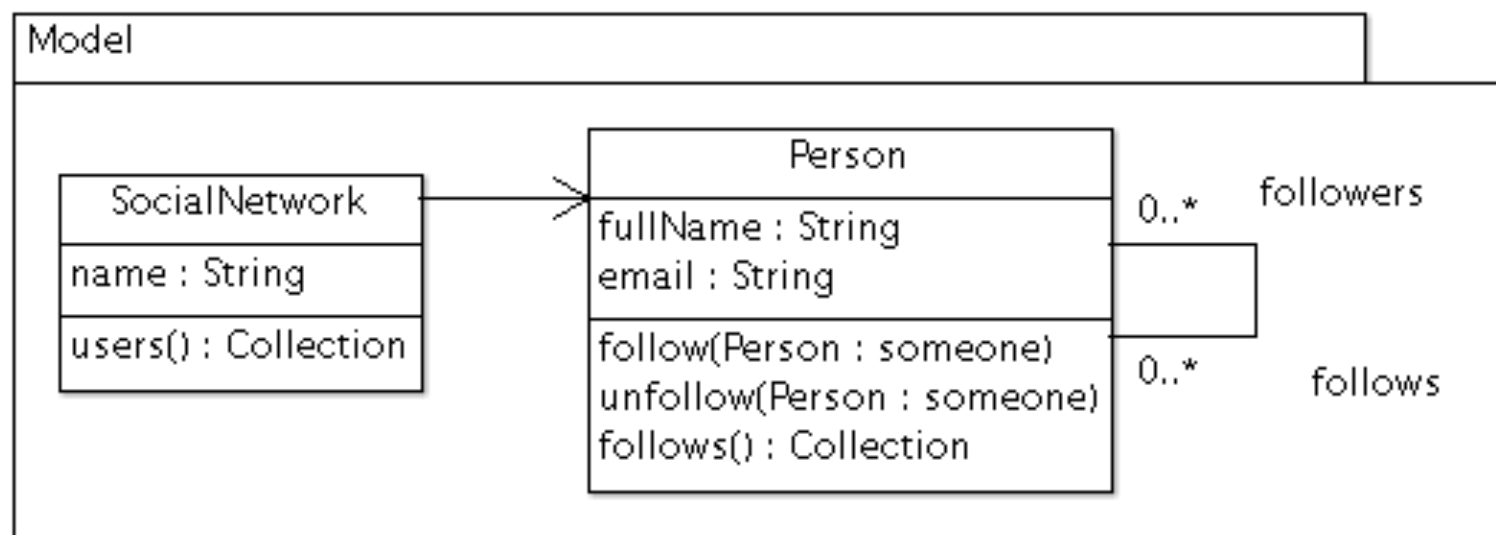 Model
SocialNetwork
name : String
users() : Collection
Person
fullName : String
email : String
follow(Person : someone)
unfollow(Person : someone)
follows() : Collection
0..*
followers
0..*
follows